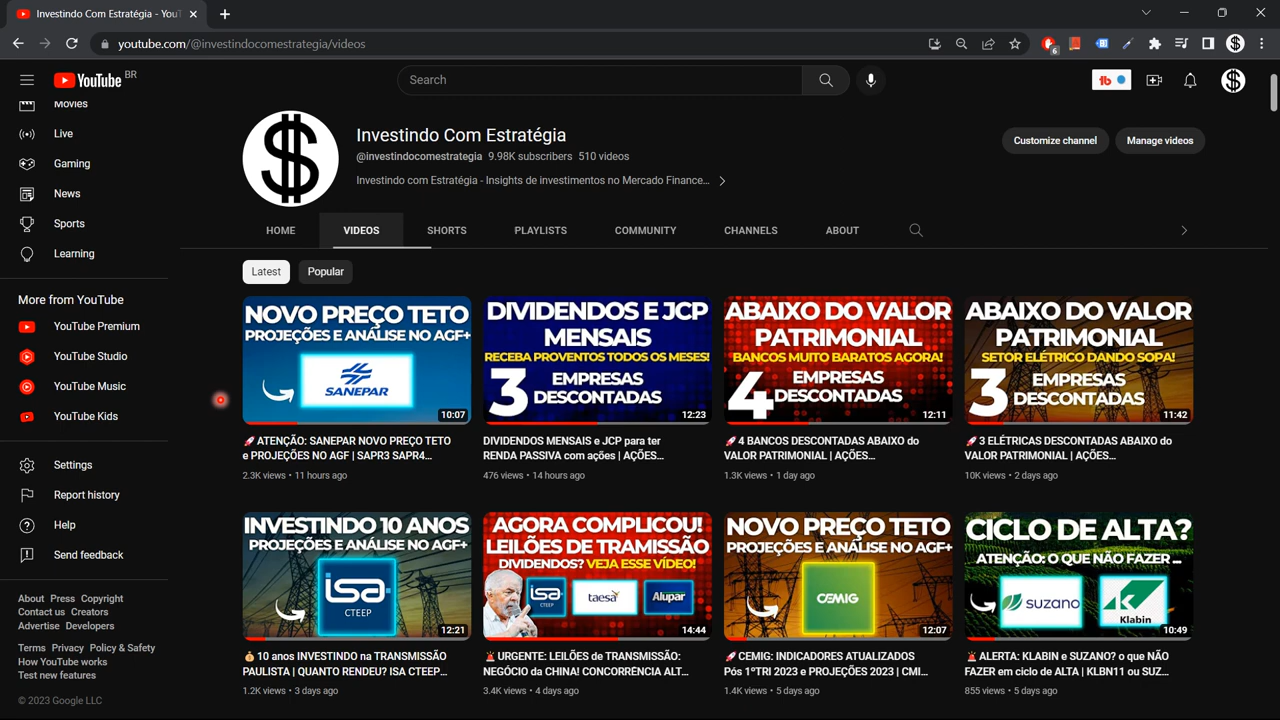 Investindo Com Estratégia - YouT
youtube.com/@investindocomestrategia/videos
6
YouTube BR
Search
Movies
Live
Gaming
News
Sports
Learning
More from YouTube
YouTube Premium
YouTube Studio
YouTube Music
YouTube Kids
Settings
Report history
Help
Send feedback
About Press Copyright
Contact us Creators
Advertise Developers
Terms Privacy Policy & Safety
How YouTube works
Test new features
© 2023 Google LLC
Investindo Com Estratégia
@investindocomestrategia 9.98K subscribers 510 videos
Investindo com Estratégia - Insights de investimentos no Mercado Finance...
Customize channel
Manage videos
HOME VIDEOS SHORTS PLAYLISTS COMMUNITY CHANNELS ABOUT
Latest Popular
NOVO PREÇO TETO
PROJEÇÕES E ANÁLISE NO AGF+
SANEPAR
10:07
🚀ATENÇÃO: SANEPAR NOVO PREÇO TETO
e PROJEÇÕES NO AGF | SAPR3 SAPR4...
2.3K views • 11 hours ago
DIVIDENDOS E JCP
MENSAIS
RECEBA PROVENTOS TODOS OS MESES!
3 EMPRESAS
DESCONTADAS
12:23
DIVIDENDOS MENSAIS e JCP para ter
RENDA PASSIVA com ações | AÇÕES...
476 views • 14 hours ago
ABAIXO DO VALOR
PATRIMONIAL
BANCOS MUITO BARATOS AGORA!
4 EMPRESAS
DESCONTADAS
12:11
🚀4 BANCOS DESCONTADAS ABAIXO do
VALOR PATRIMONIAL | AÇÕES...
1.3K views • 1 day ago
ABAIXO DO VALOR
PATRIMONIAL
SETOR ELÉTRICO DANDO SOPA!
3 EMPRESAS
DESCONTADAS
11:42
🚀3 ELÉTRICAS DESCONTADAS ABAIXO do
VALOR PATRIMONIAL | AÇÕES...
10K views • 2 days ago
INVESTINDO 10 ANOS
PROJEÇÕES E ANÁLISE NO AGF+
isa
CTEEP
12:21
💰10 anos INVESTINDO na TRANSMISSÃO
PAULISTA | QUANTO RENDEU? ISA CTEEP...
1.2K views • 3 days ago
AGORA COMPLICOU!
LEILÕES DE TRAMISSÃO
DIVIDENDOS? VEJA ESSE VÍDEO!
isa
CTEEP
taesa
Alupar
14:44
🚨URGENTE: LEILÕES de TRANSMISSÃO:
NEGÓCIO da CHINA! CONCORRÊNCIA ALT...
3.4K views • 4 days ago
NOVO PREÇO TETO
PROJEÇÕES E ANÁLISE NO AGF+
CEMIG
12:07
🚀CEMIG: INDICADORES ATUALIZADOS
Pós 1ºTRI 2023 e PROJEÇÕES 2023 | CMI...
1.4K views • 5 days ago
CICLO DE ALTA?
ATENÇÃO: O QUE NÃO FAZER ...
suzano
Klabin
10:49
🚨ALERTA: KLABIN e SUZANO? o que NÃO
FAZER em ciclo de ALTA | KLBN11 ou SUZ...
855 views • 5 days ago